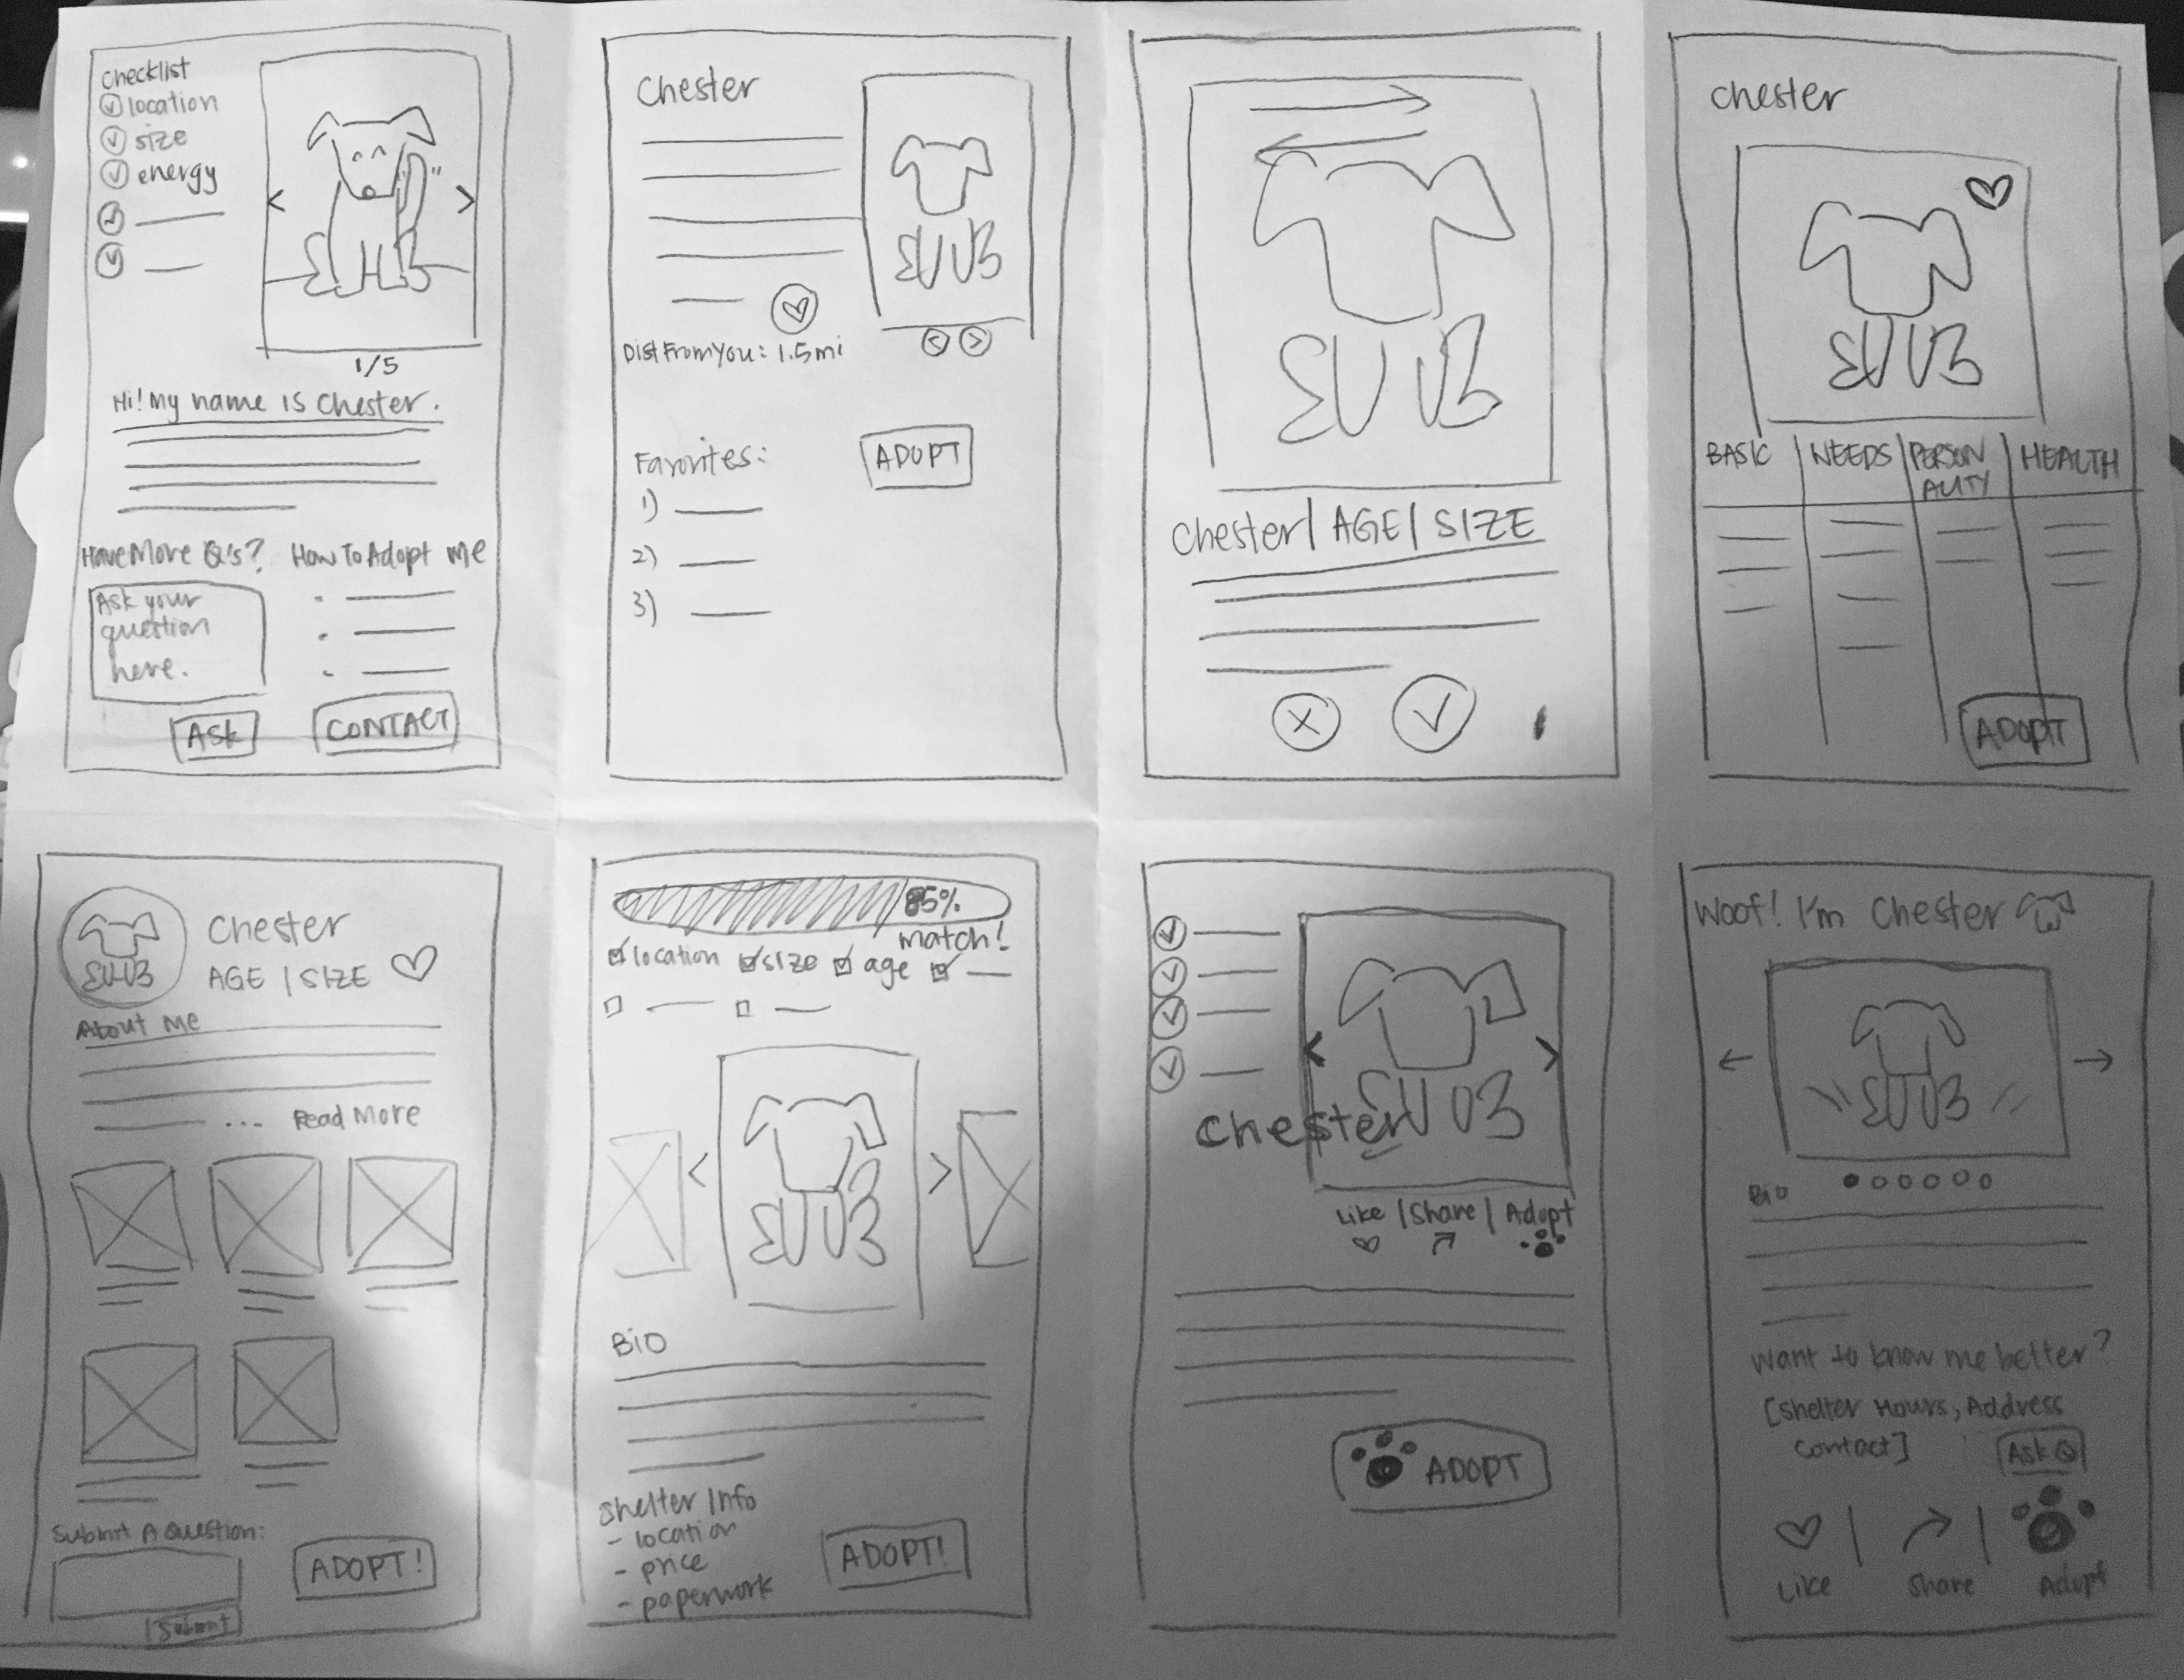 Checklist
location
size
energy
1/5
Hi! My name is Chester.
Have More Q's?
Ask your
question
here.
Ask
How To Adopt Me
CONTACT
Chester
Dist From You: 1.5mi
Favorites:
1)
2)
3)
ADOPT
Chester | AGE | SIZE
Chester
BASIC | NEEDS | PERSON | HEALTH
ALITY
ADOPT
Chester
AGE | SIZE
About Me
... Read More
Submit A Question:
[Submit]
ADOPT!
85%
match!
location size age
BIO
Shelter Info
- location
- price
- paperwork
ADOPT!
Chester
Like | Share | Adopt
ADOPT
Woof! I'm Chester
Bio
Want to know me better?
[Shelter Hours, Address
contact]
Ask Q
Like
Share
Adopt